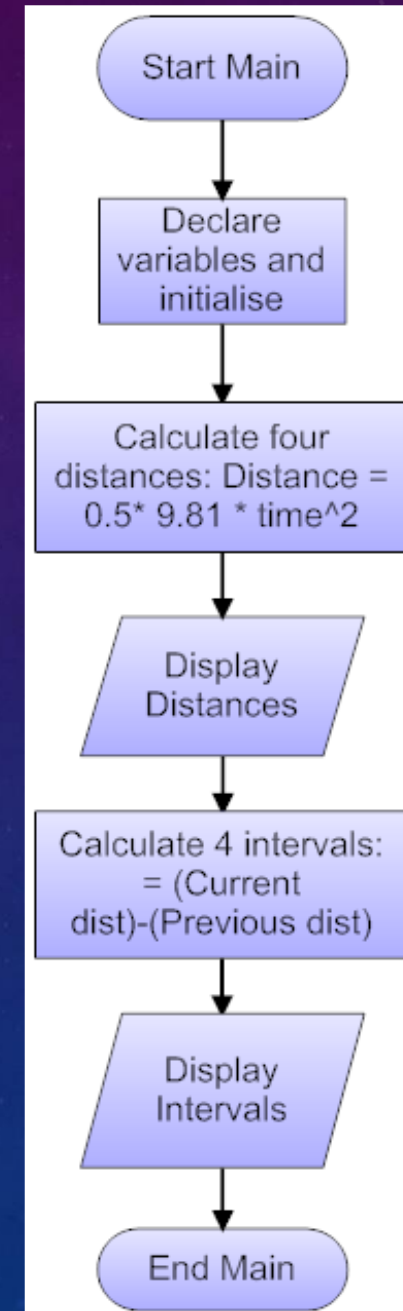 Start Main
Declare
variables and
initialise
Calculate four
distances: Distance =
0.5* 9.81 * time^2
Display
Distances
Calculate 4 intervals:
= (Current
dist)-(Previous dist)
Display
Intervals
End Main